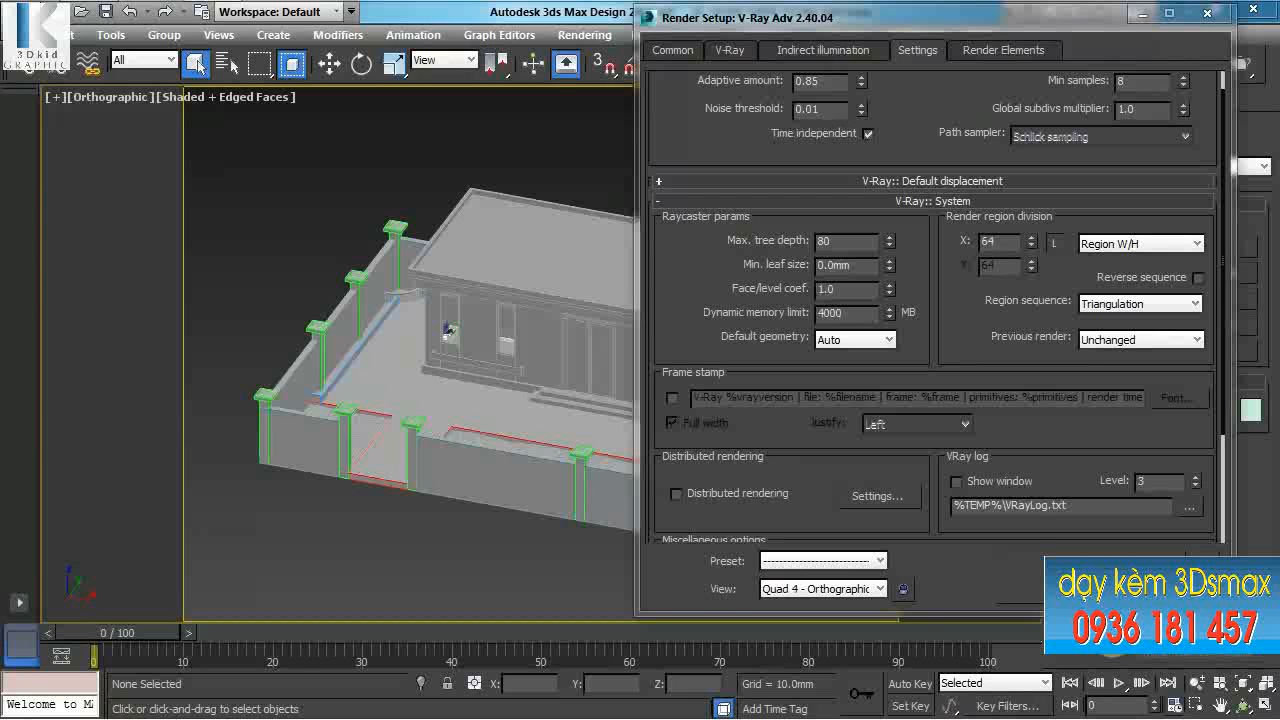 Workspace: Default
Autodesk 3ds Max Design 2
Render Setup: V-Ray Adv 2.40.04
3DKid
GRAPHIC
Tools Group Views Create Modifiers Animation Graph Editors Rendering
All
View
3
Common V-Ray Indirect illumination Settings Render Elements
[+][Orthographic][Shaded + Edged Faces]
Adaptive amount: 0.85 Min samples: 8
Noise threshold: 0.01 Global subdivs multiplier: 1.0
Time independent Path sampler: Schlick sampling
+ V-Ray:: Default displacement
- V-Ray:: System
Raycaster params Render region division
Max. tree depth: 80 X: 64 L Region W/H
Min. leaf size: 0.0mm Y: 64
Reverse sequence
Face/level coef. 1.0 Region sequence: Triangulation
Dynamic memory limit: 4000 MB
Default geometry: Auto Previous render: Unchanged
Frame stamp
V-Ray %vrayversion | file: %filename | frame: %frame | primitives: %primitives | render time Font...
Full width Justify: Left
Distributed rendering VRay log
Distributed rendering Settings... Show window Level: 3
%TEMP%\VRayLog.txt ...
Miscellaneous options
Preset: -------------------------
View: Quad 4 - Orthographic
dạy kèm 3Dsmax
0936 181 457
< 0 / 100 >
0 10 20 30 40 50 60 70 80 90 100
None Selected X: Y: Z: Grid = 10.0mm Auto Key Selected
Welcome to M Click or click-and-drag to select objects Add Time Tag Set Key Key Filters... 0